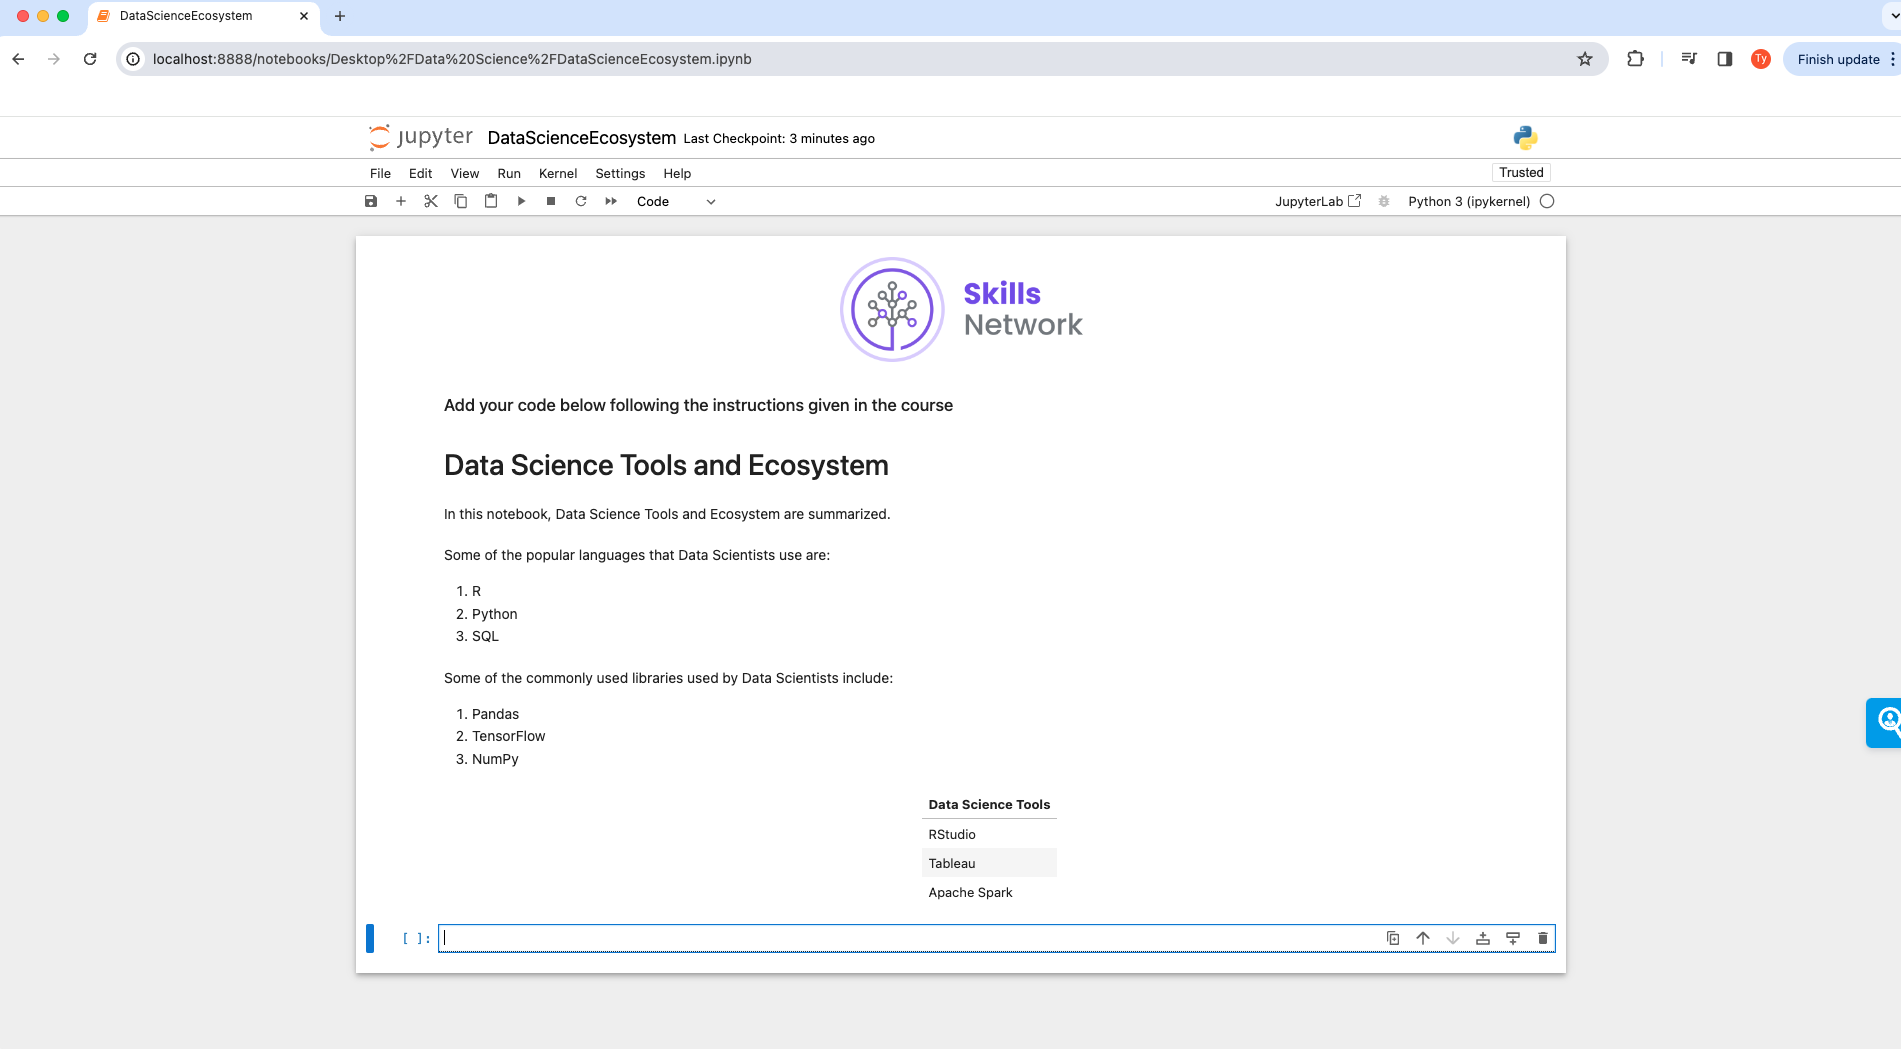 DataScienceEcosystem
localhost:8888/notebooks/Desktop%2FData%20Science%2FDataScienceEcosystem.ipynb
Ty
Finish update
jupyter DataScienceEcosystem Last Checkpoint: 3 minutes ago
File Edit View Run Kernel Settings Help
Trusted
Code
JupyterLab
Python 3 (ipykernel)
Skills
Network
Add your code below following the instructions given in the course
Data Science Tools and Ecosystem
In this notebook, Data Science Tools and Ecosystem are summarized.
Some of the popular languages that Data Scientists use are:
1. R
2. Python
3. SQL
Some of the commonly used libraries used by Data Scientists include:
1. Pandas
2. TensorFlow
3. NumPy
Data Science Tools
RStudio
Tableau
Apache Spark
[ ]: